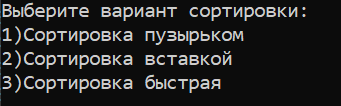 Выберите вариант сортировки:
1)Сортировка пузырьком
2)Сортировка вставкой
3)Сортировка быстрая